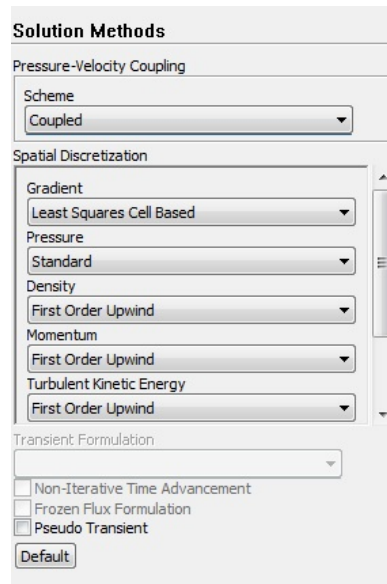 Solution Methods
Pressure-Velocity Coupling
Scheme
Coupled
Spatial Discretization
Gradient
Least Squares Cell Based
Pressure
Standard
Density
First Order Upwind
Momentum
First Order Upwind
Turbulent Kinetic Energy
First Order Upwind
Transient Formulation
Non-Iterative Time Advancement
Frozen Flux Formulation
Pseudo Transient
Default